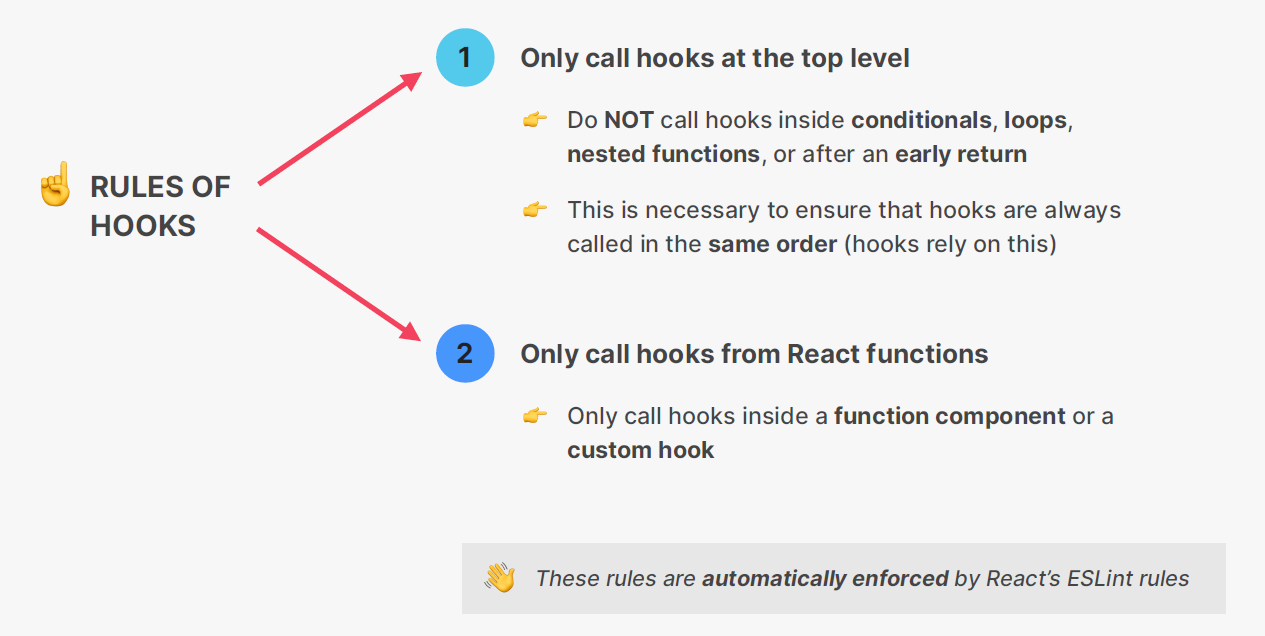 RULES OF
HOOKS
1
Only call hooks at the top level
Do NOT call hooks inside conditionals, loops,
nested functions, or after an early return
This is necessary to ensure that hooks are always
called in the same order (hooks rely on this)
2
Only call hooks from React functions
Only call hooks inside a function component or a
custom hook
These rules are automatically enforced by React’s ESLint rules